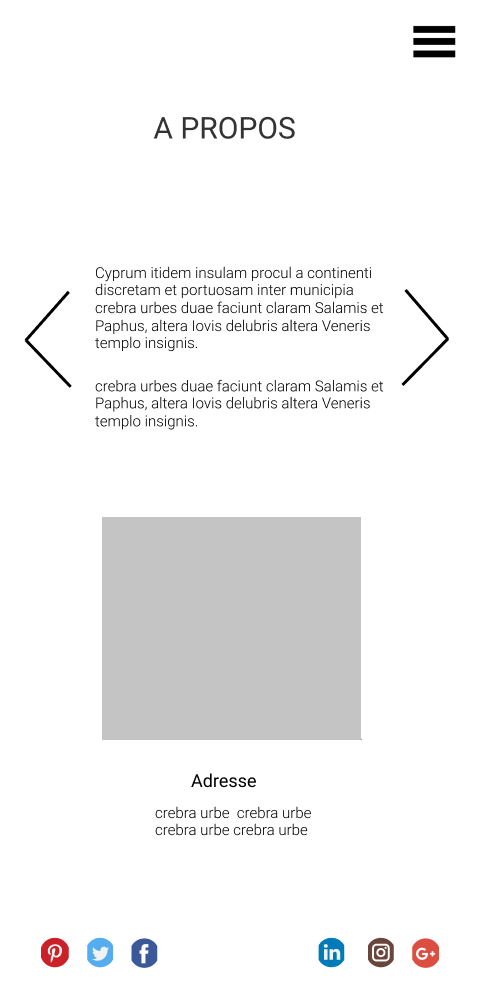 A PROPOS
Cyprum itidem insulam procul a continenti
discretam et portuosam inter municipia
crebra urbes duae faciunt claram Salamis et
Paphus, altera Iovis delubris altera Veneris
templo insignis.
crebra urbes duae faciunt claram Salamis et
Paphus, altera Iovis delubris altera Veneris
templo insignis.
Adresse
crebra urbe  crebra urbe
crebra urbe crebra urbe
in
G+